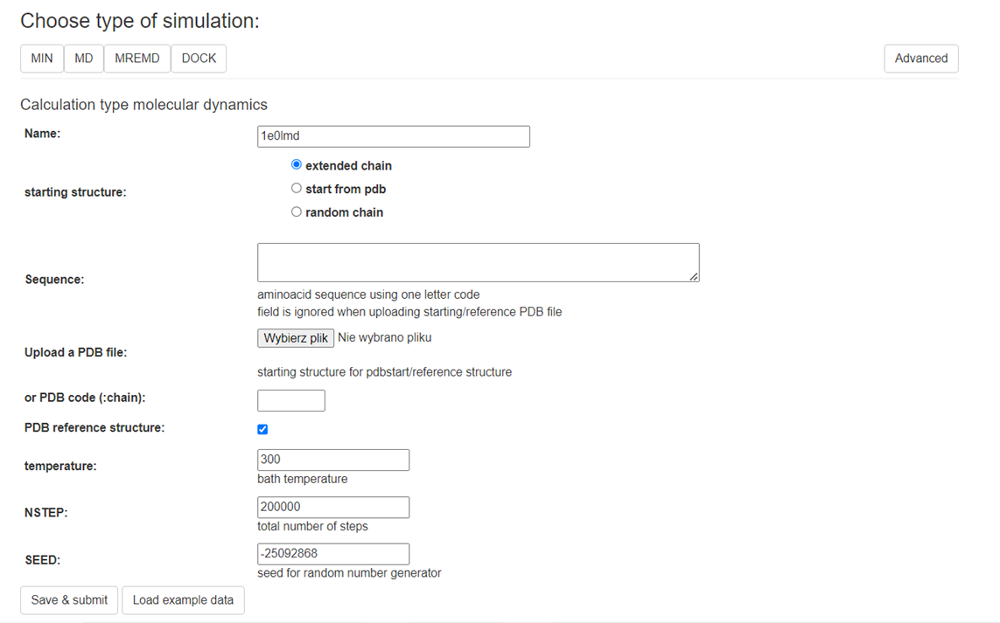 Choose type of simulation:
MIN MD MREMD DOCK Advanced
Calculation type molecular dynamics
Name: 1e0lmd
extended chain
starting structure: start from pdb
random chain
Sequence:
aminoacid sequence using one letter code
field is ignored when uploading starting/reference PDB file
Upload a PDB file: Wybierz plik Nie wybrano pliku
starting structure for pdbstart/reference structure
or PDB code (:chain):
PDB reference structure:
temperature: 300
bath temperature
NSTEP: 200000
total number of steps
SEED: -25092868
seed for random number generator
Save & submit Load example data